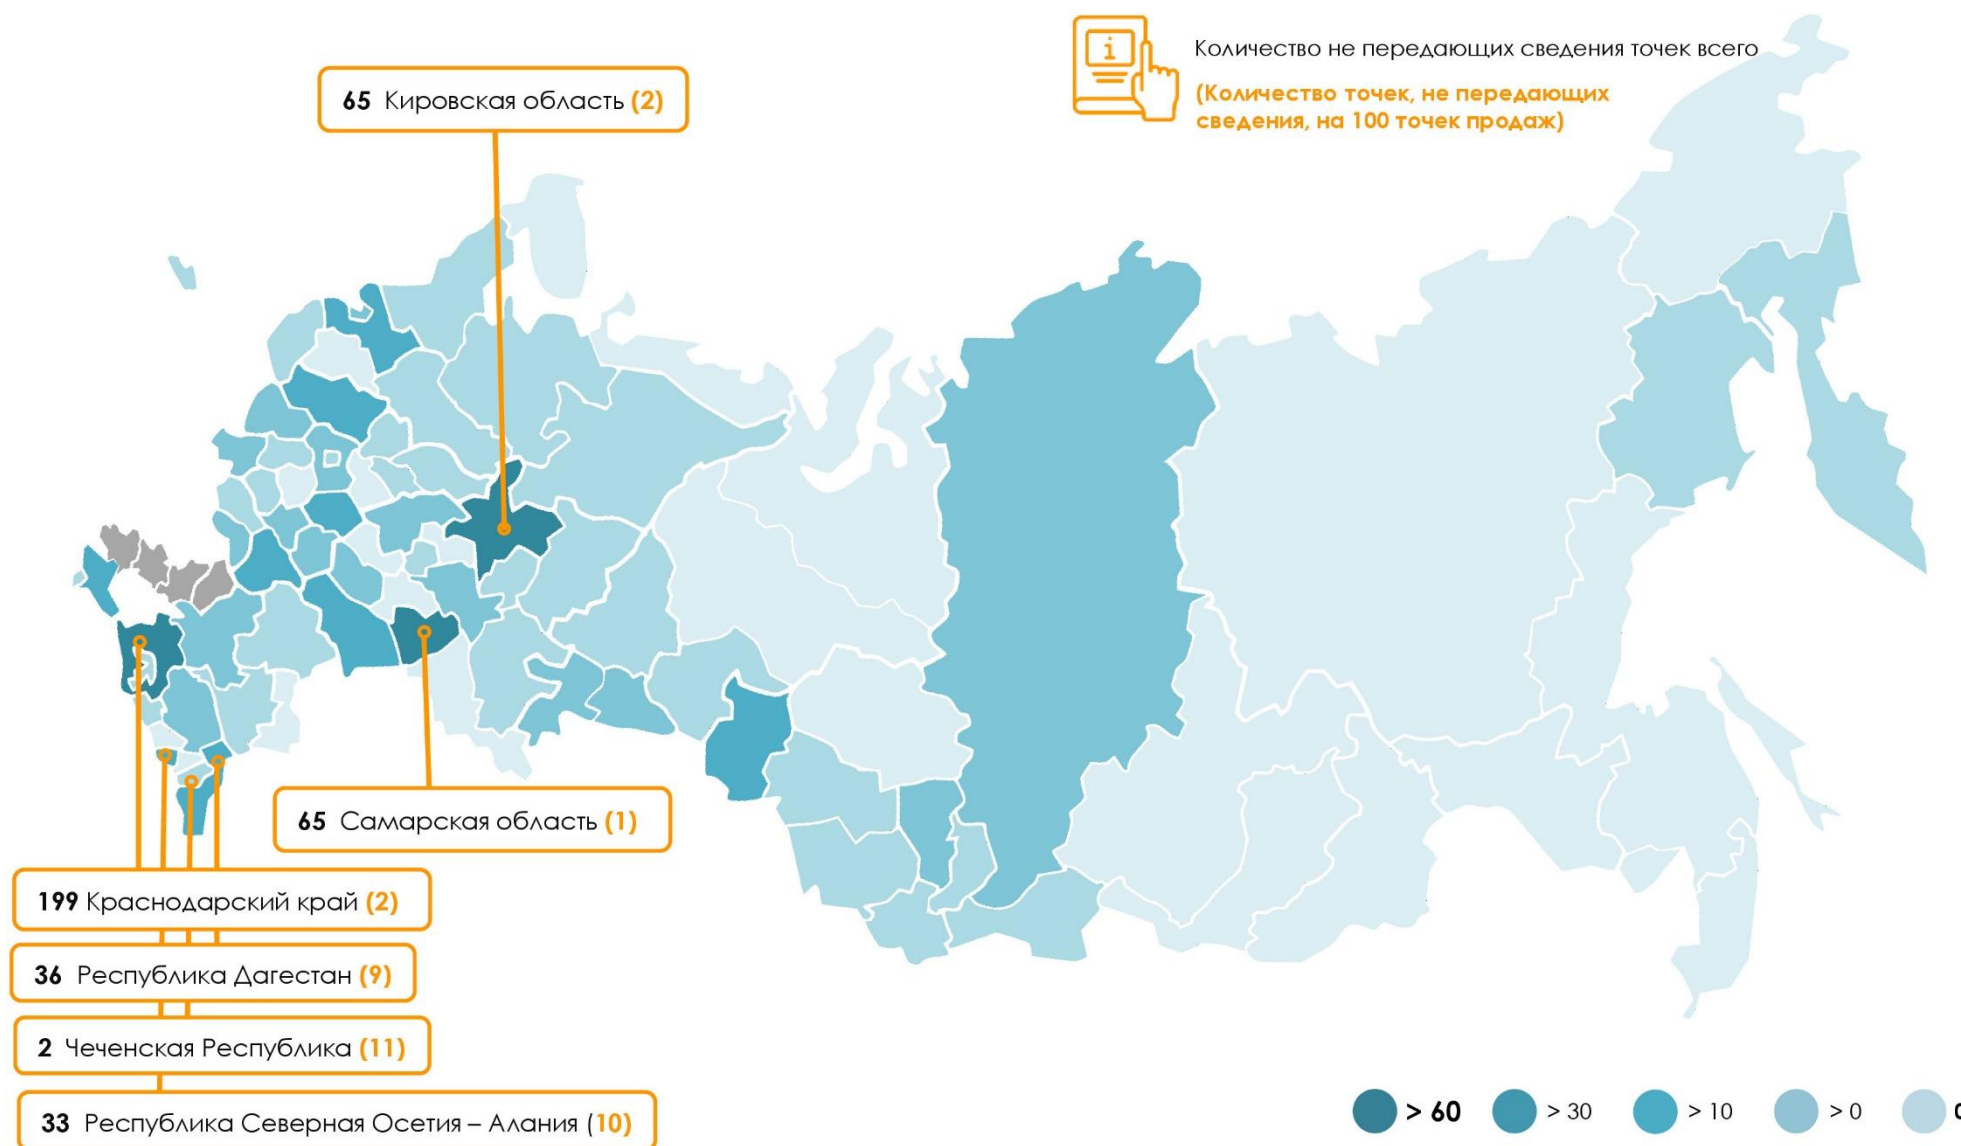 Количество не передающих сведения точек всего
(Количество точек, не передающих
сведения, на 100 точек продаж)
65 Кировская область (2)
65 Самарская область (1)
199 Краснодарский край (2)
36 Республика Дагестан (9)
2 Чеченская Республика (11)
33 Республика Северная Осетия – Алания (10)
> 60 > 30 > 10 > 0 0